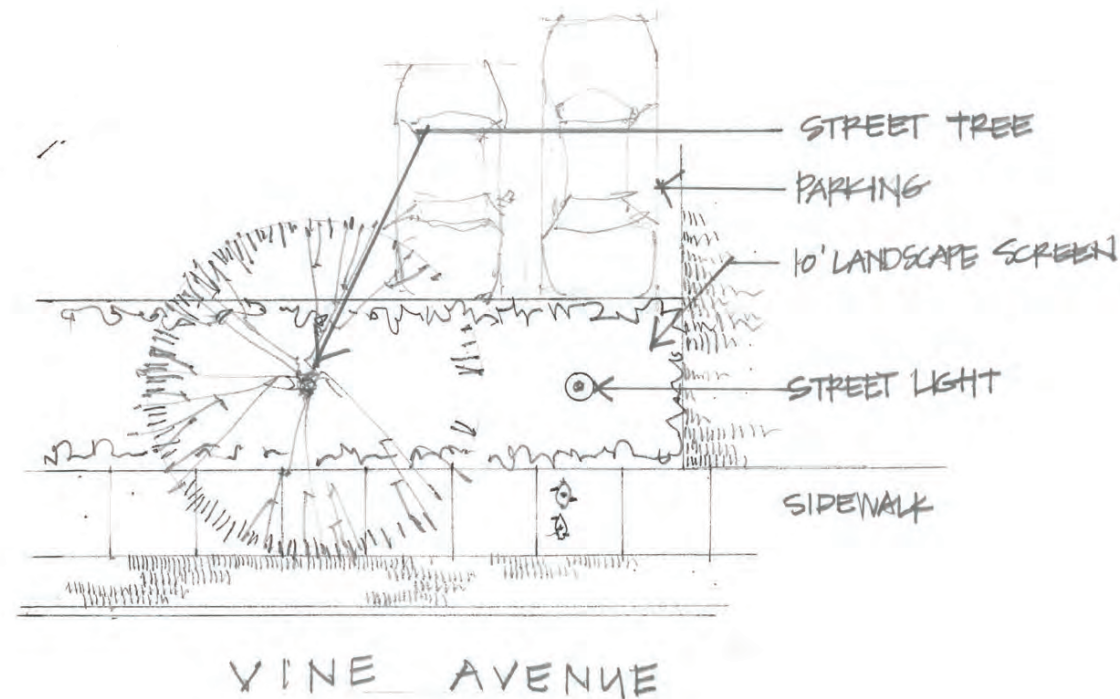 STREET TREE
PARKING
10' LANDSCAPE SCREEN
STREET LIGHT
SIDEWALK
VINE AVENUE